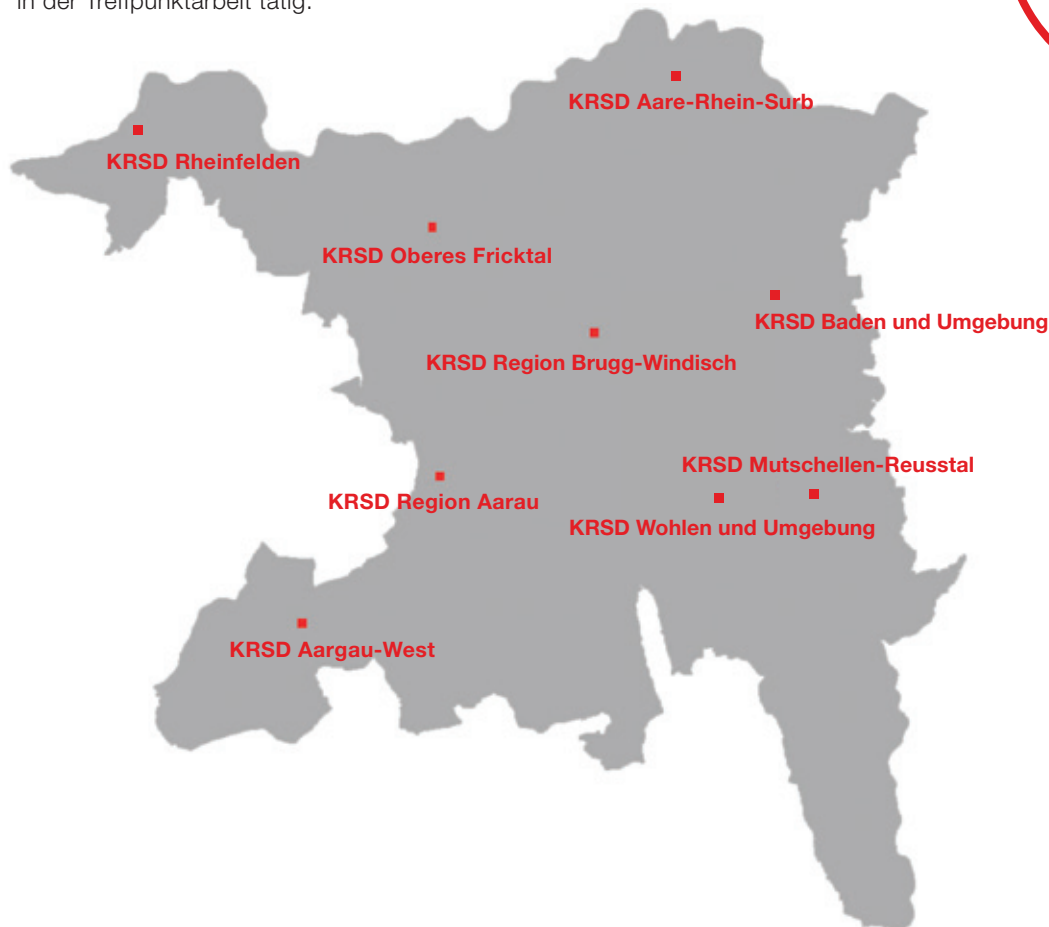 in der Treffpunktarbeit tätig.
KRSD Aare-Rhein-Surb
KRSD Rheinfelden
KRSD Oberes Fricktal
KRSD Baden und Umgebung
KRSD Region Brugg-Windisch
KRSD Mutschellen-Reusstal
KRSD Region Aarau
KRSD Wohlen und Umgebung
KRSD Aargau-West